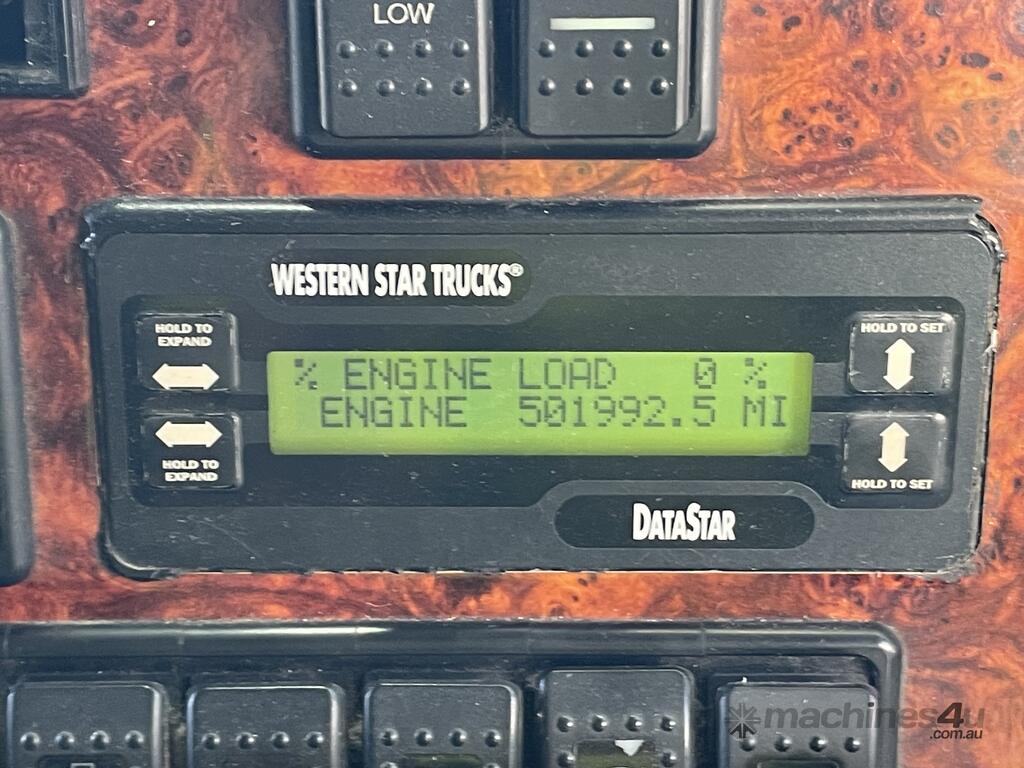 LOW
WESTERN STAR TRUCKS®
HOLD TO
EXPAND
HOLD TO SET
% ENGINE LOAD 0 %
ENGINE 501992.5 MI
HOLD TO
EXPAND
HOLD TO SET
DATASTAR
machines4u
.com.au